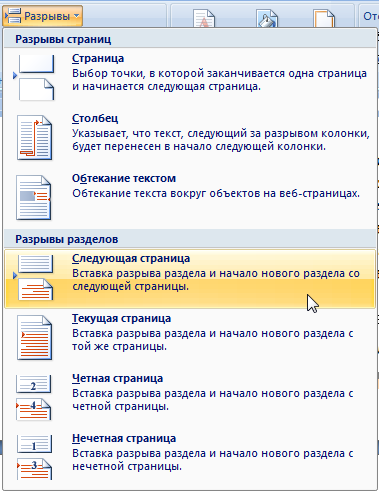 Разрывы
Разрывы страниц
Страница
Выбор точки, в которой заканчивается одна страница
и начинается следующая страница.
Столбец
Указывает, что текст, следующий за разрывом колонки,
будет перенесен в начало следующей колонки.
Обтекание текстом
Обтекание текста вокруг объектов на веб-страницах.
Разрывы разделов
Следующая страница
Вставка разрыва раздела и начало нового раздела со
следующей страницы.
Текущая страница
Вставка разрыва раздела и начало нового раздела с
той же страницы.
2
4
Четная страница
Вставка разрыва раздела и начало нового раздела с
четной страницы.
1
3
Нечетная страница
Вставка разрыва раздела и начало нового раздела с
нечетной страницы.